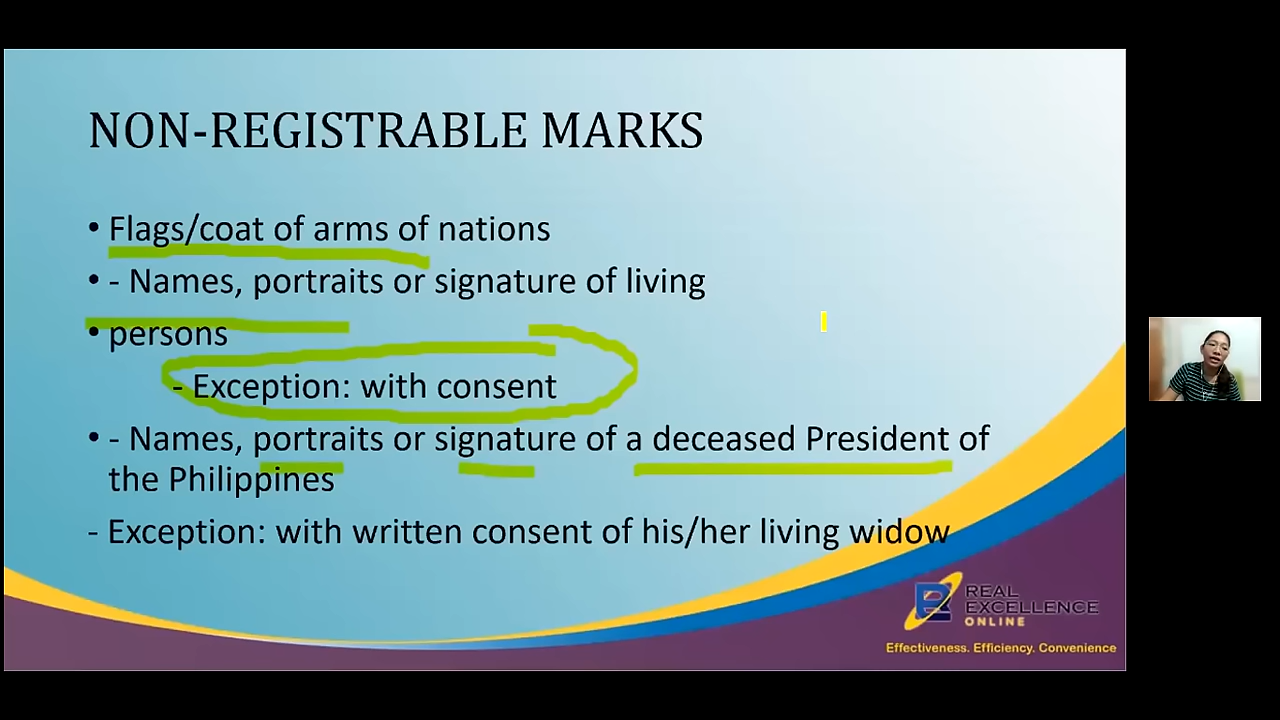 NON-REGISTRABLE MARKS
• Flags/coat of arms of nations
• - Names, portraits or signature of living
• persons
- Exception: with consent
• - Names, portraits or signature of a deceased President of
the Philippines
- Exception: with written consent of his/her living widow
REAL
EXCELLENCE
ONLINE
Effectiveness. Efficiency. Convenience